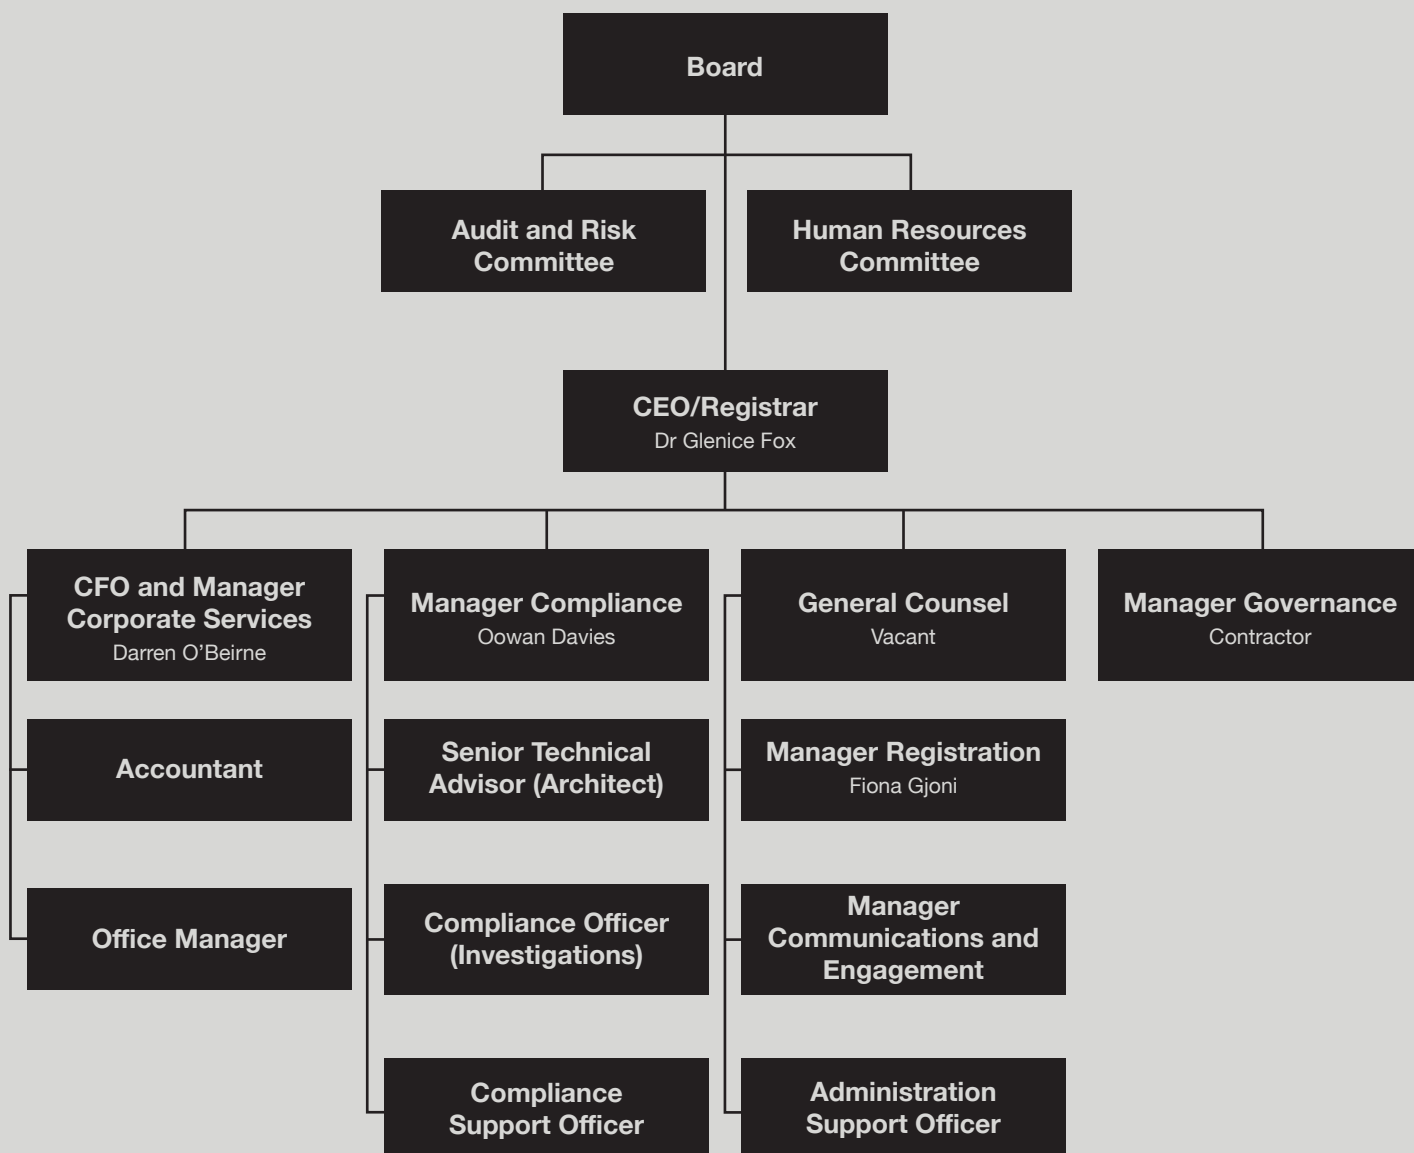 Board
Audit and Risk
Committee
Human Resources
Committee
CEO/Registrar
Dr Glenice Fox
CFO and Manager
Corporate Services
Darren O’Beirne
Manager Compliance
Oowan Davies
General Counsel
Vacant
Manager Governance
Contractor
Accountant
Senior Technical
Advisor (Architect)
Manager Registration
Fiona Gjoni
Office Manager
Compliance Officer
(Investigations)
Manager
Communications and
Engagement
Compliance
Support Officer
Administration
Support Officer